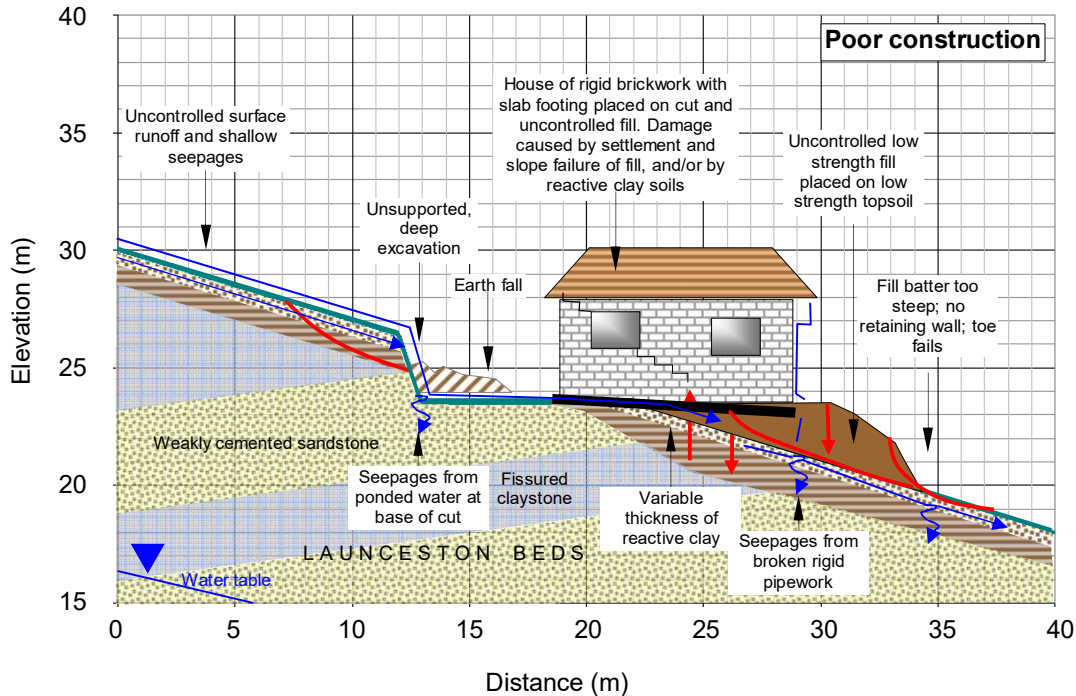 Poor construction
40
35
30
25
20
15
Elevation (m)
Uncontrolled surface
runoff and shallow
seepages
Unsupported,
deep
excavation
Earth fall
House of rigid brickwork with
slab footing placed on cut and
uncontrolled fill. Damage
caused by settlement and
slope failure of fill, and/or by
reactive clay soils
Uncontrolled low
strength fill
placed on low
strength topsoil
Fill batter too
steep; no
retaining wall; toe
fails
Weakly cemented sandstone
Seepages from
ponded water at
base of cut
Fissured
claystone
Variable
thickness of
reactive clay
Seepages from
broken rigid
pipework
LAUNCESTON BEDS
Water table
0 5 10 15 20 25 30 35 40
Distance (m)